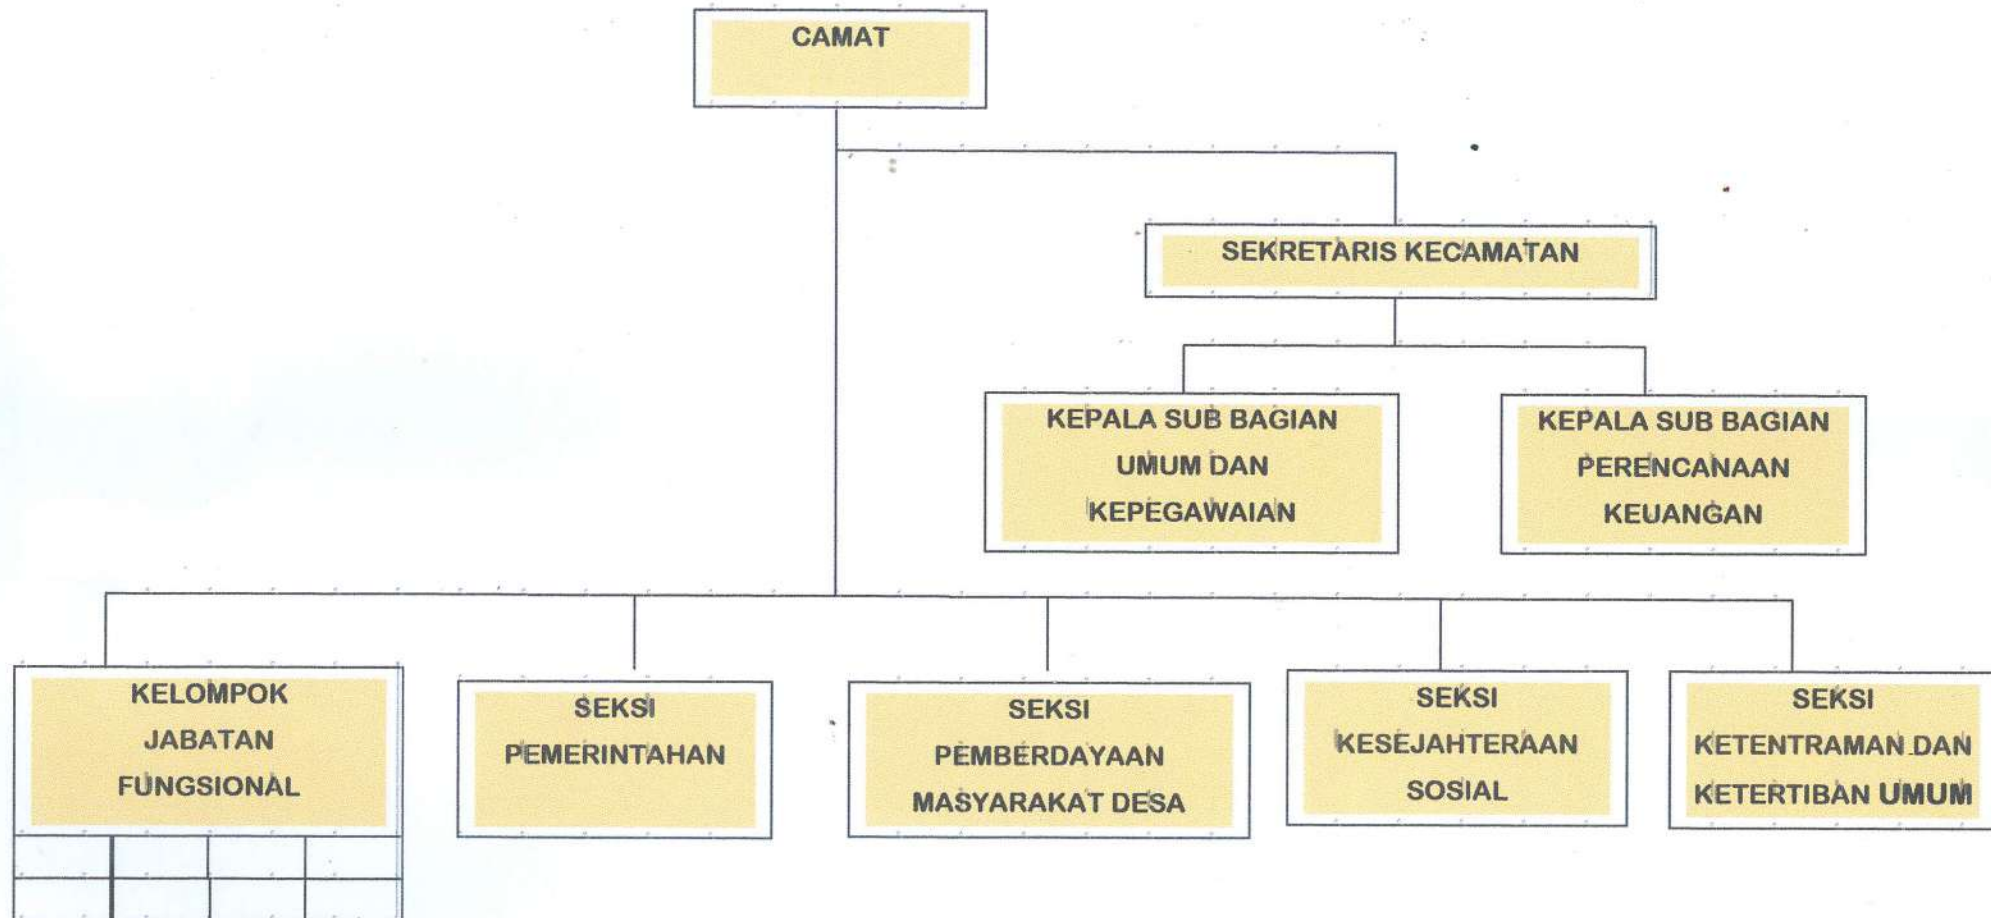 CAMAT
SEKRETARIS KECAMATAN
KEPALA SUB BAGIAN
UMUM DAN
KEPEGAWAIAN
KEPALA SUB BAGIAN
PERENCANAAN
KEUANGAN
KELOMPOK
JABATAN
FUNGSIONAL
SEKSI
PEMERINTAHAN
SEKSI
PEMBERDAYAAN
MASYARAKAT DESA
SEKSI
KESEJAHTERAAN
SOSIAL
SEKSI
KETENTRAMAN DAN
KETERTIBAN UMUM